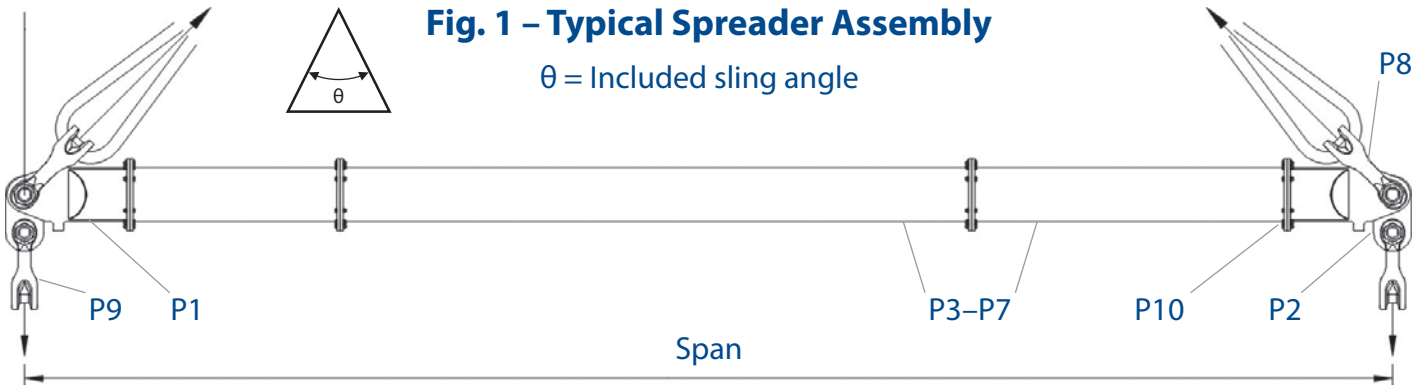 Fig. 1 – Typical Spreader Assembly
θ
θ = Included sling angle
P8
P9
P1
P3–P7
P10
P2
Span